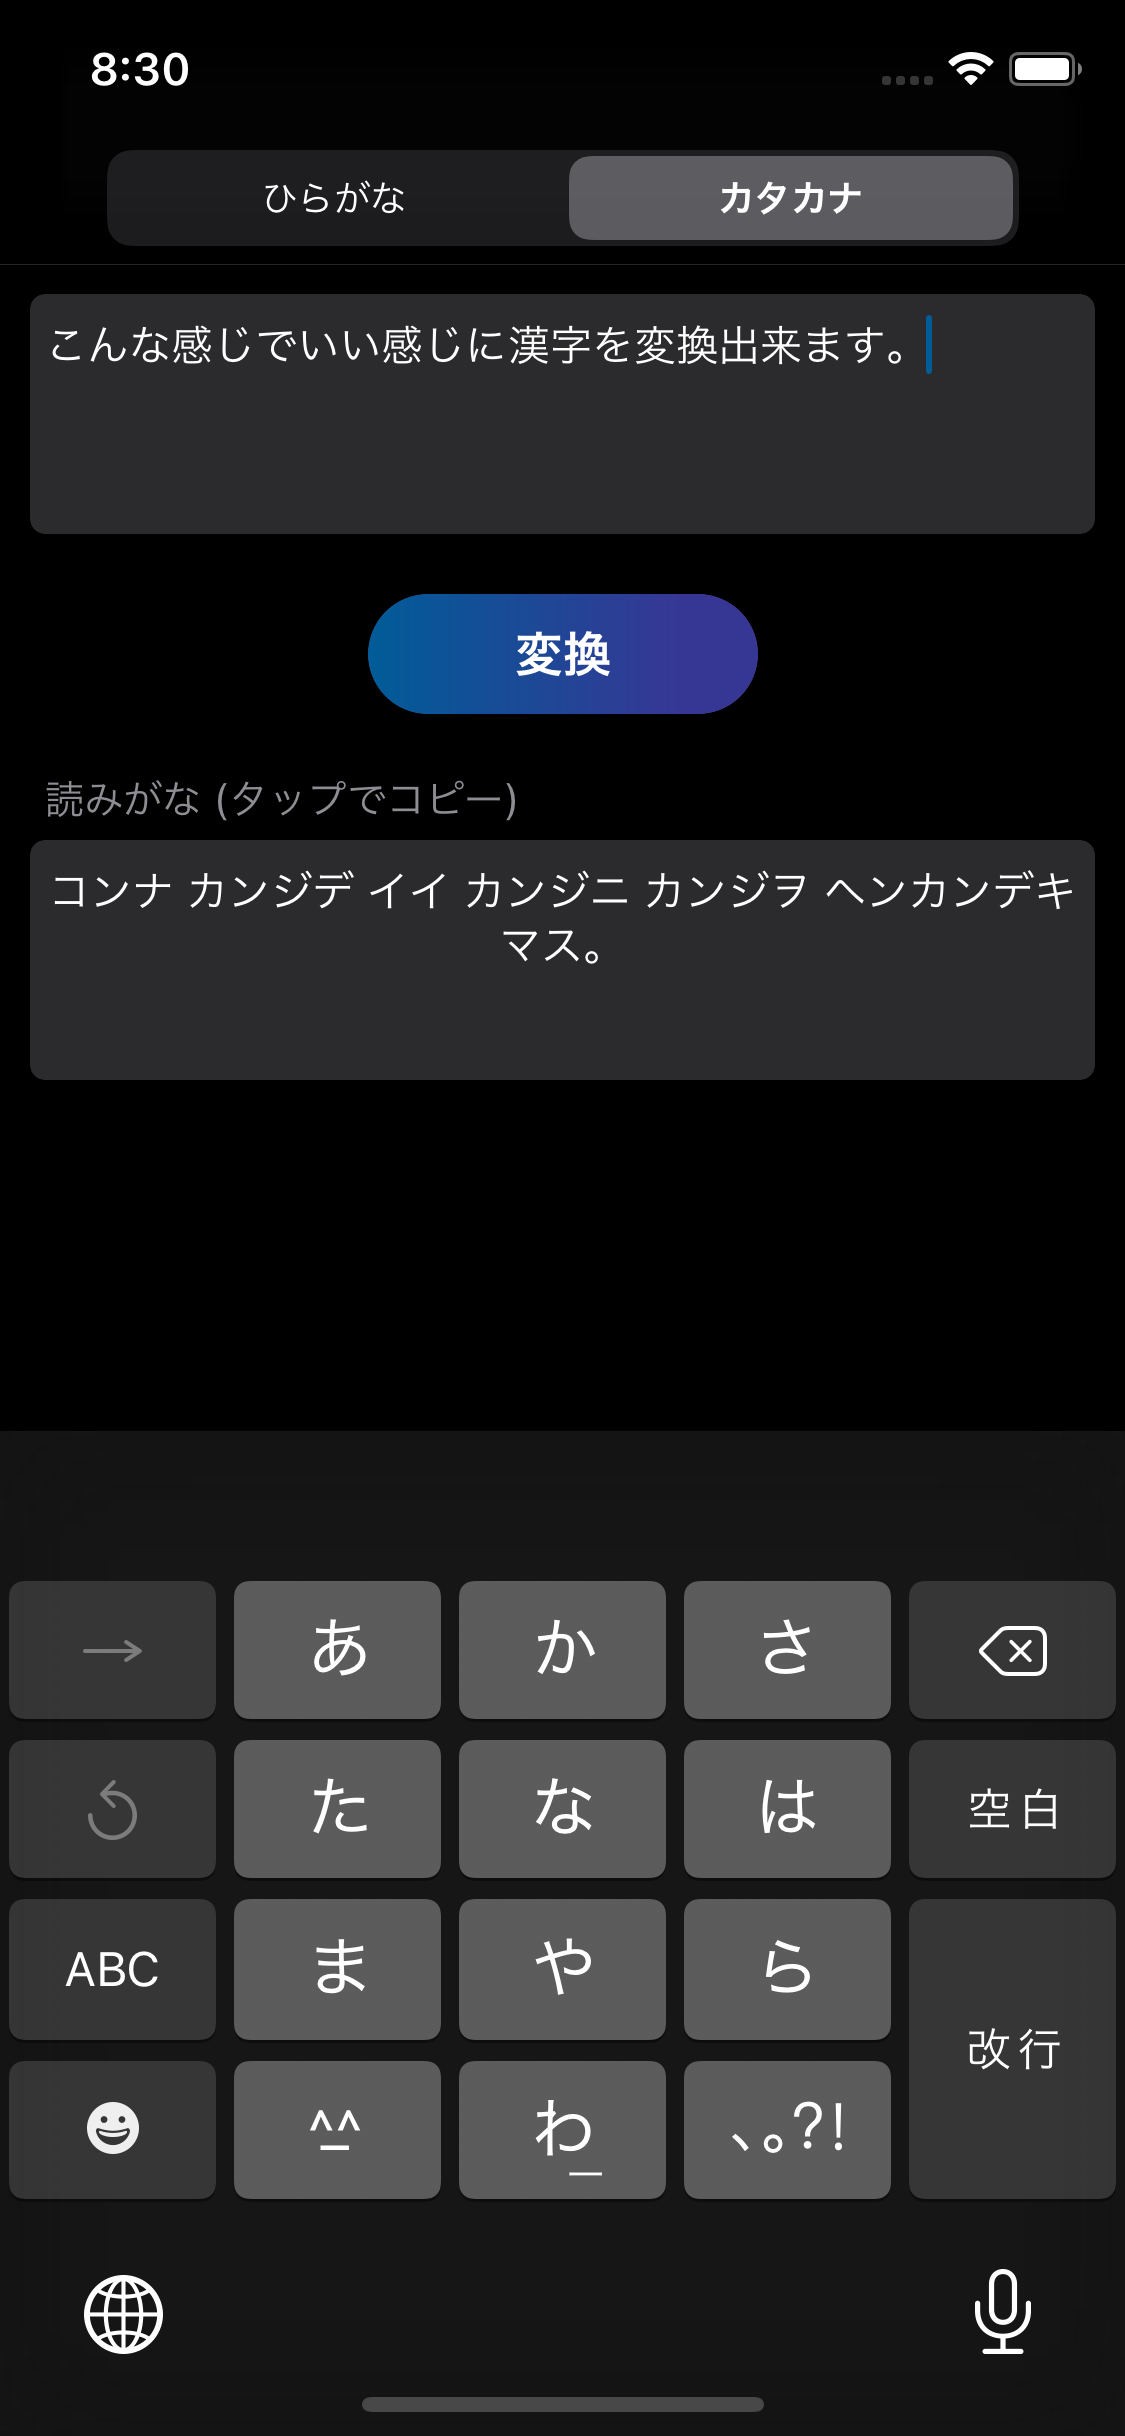 8:30
ひらがな カタカナ
こんな感じでいい感じに漢字を変換出来ます。
変換
読みがな (タップでコピー)
コンナ カンジデ イイ カンジニ カンジヲ ヘンカンデキ
マス。
あ か さ
た な は 空白
ABC ま や ら
改行
^_^ わ_ 、。?!